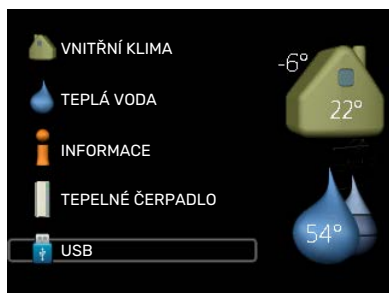 VNITŘNÍ KLIMA
-6°
TEPLÁ VODA
22°
INFORMACE
TEPELNÉ ČERPADLO
54°
USB